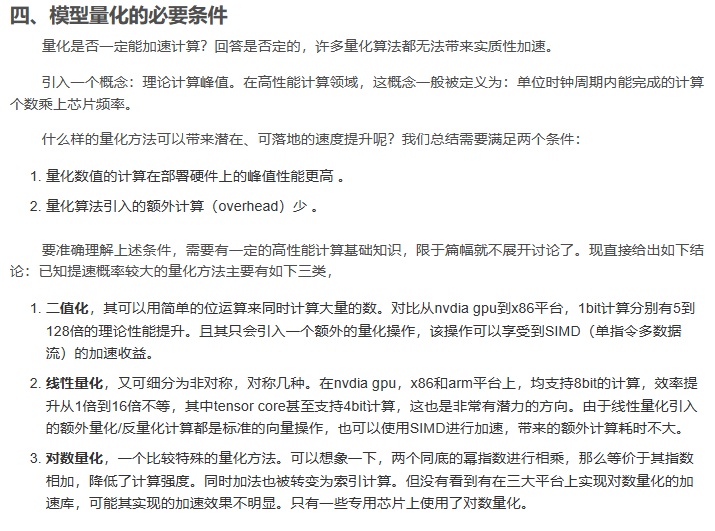 四、模型量化的必要条件
量化是否一定能加速计算？回答是否定的，许多量化算法都无法带来实质性加速。
引入一个概念：理论计算峰值。在高性能计算领域，这概念一般被定义为：单位时钟周期内能完成的计算
个数乘上芯片频率。
什么样的量化方法可以带来潜在、可落地的速度提升呢？我们总结需要满足两个条件：
1. 量化数值的计算在部署硬件上的峰值性能更高 。
2. 量化算法引入的额外计算（overhead）少 。
要准确理解上述条件，需要有一定的高性能计算基础知识，限于篇幅就不展开讨论了。现直接给出如下结
论：已知提速概率较大的量化方法主要有如下三类，
1. 二值化，其可以用简单的位运算来同时计算大量的数。对比从nvdia gpu到x86平台，1bit计算分别有5到
128倍的理论性能提升。且其只会引入一个额外的量化操作，该操作可以享受到SIMD（单指令多数据
流）的加速收益。
2. 线性量化，又可细分为非对称，对称几种。在nvdia gpu，x86和arm平台上，均支持8bit的计算，效率提
升从1倍到16倍不等，其中tensor core甚至支持4bit计算，这也是非常有潜力的方向。由于线性量化引入
的额外量化/反量化计算都是标准的向量操作，也可以使用SIMD进行加速，带来的额外计算耗时不大。
3. 对数量化，一个比较特殊的量化方法。可以想象一下，两个同底的幂指数进行相乘，那么等价于其指数
相加，降低了计算强度。同时加法也被转变为索引计算。但没有看到有在三大平台上实现对数量化的加
速库，可能其实现的加速效果不明显。只有一些专用芯片上使用了对数量化。